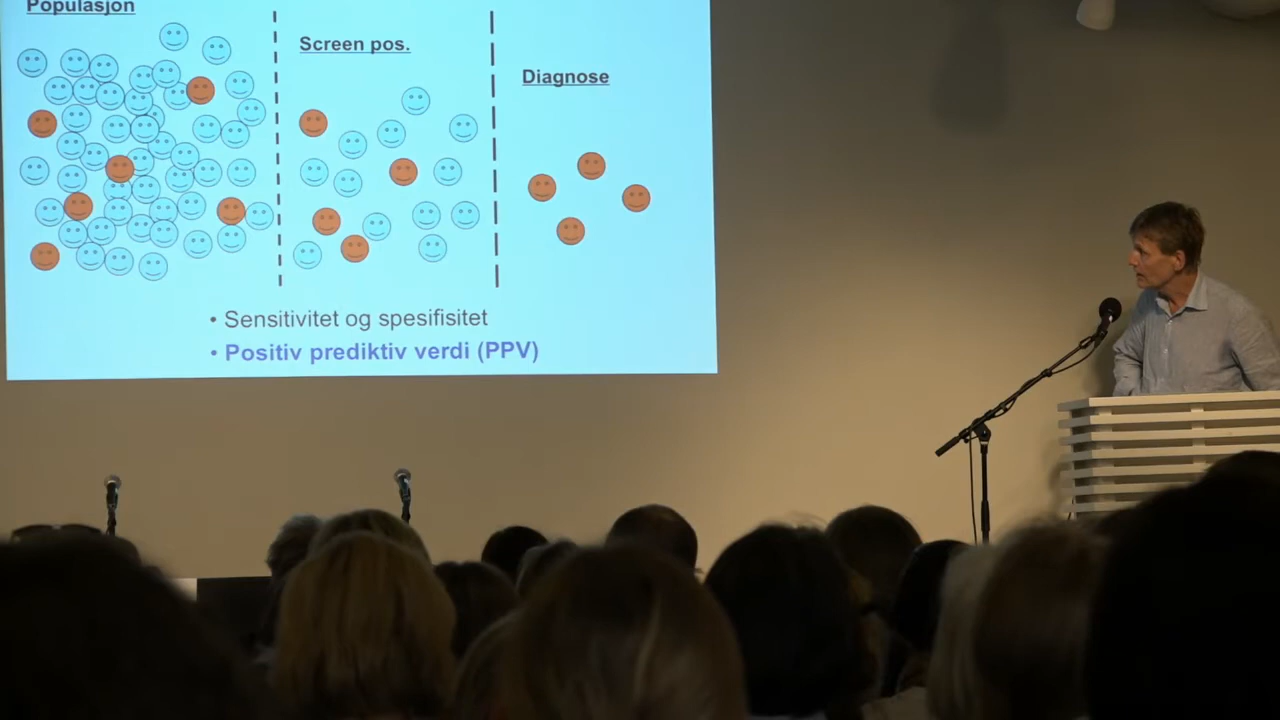 Populasjon
Screen pos.
Diagnose
• Sensitivitet og spesifisitet
• Positiv prediktiv verdi (PPV)